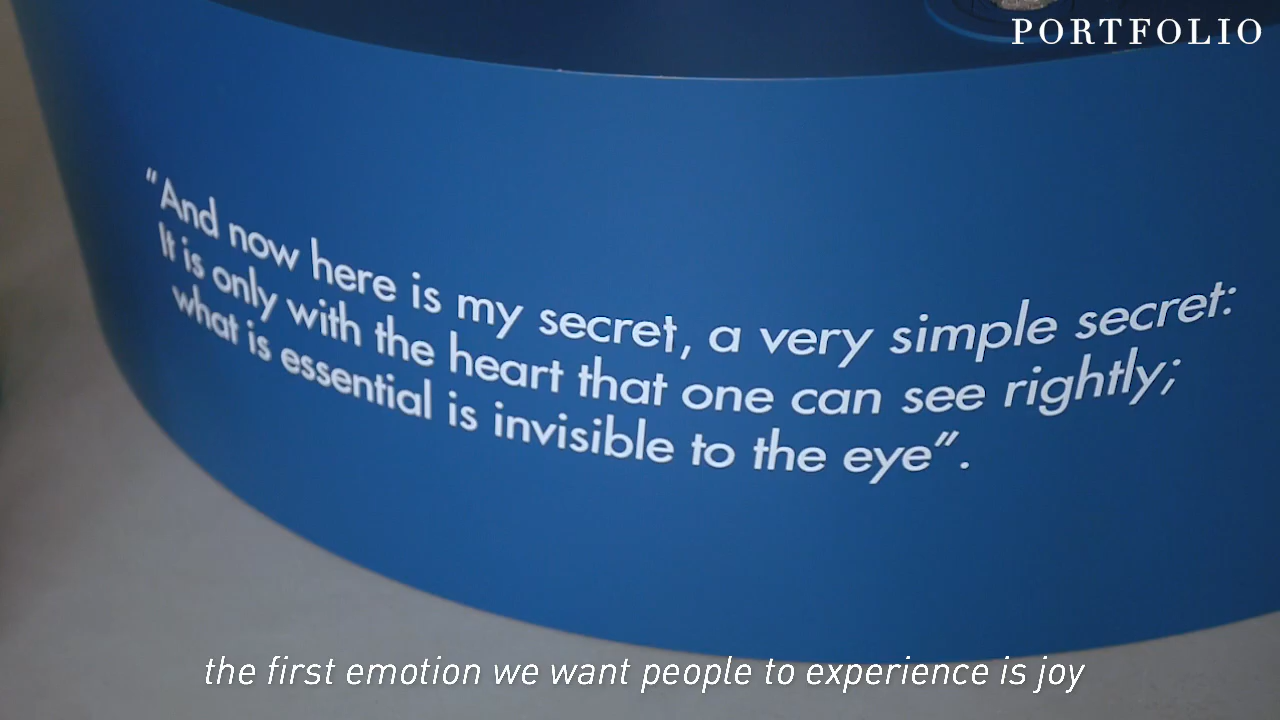 PORTFOLIO
“And now here is my secret, a very simple secret:
It is only with the heart that one can see rightly;
what is essential is invisible to the eye”.
the first emotion we want people to experience is joy